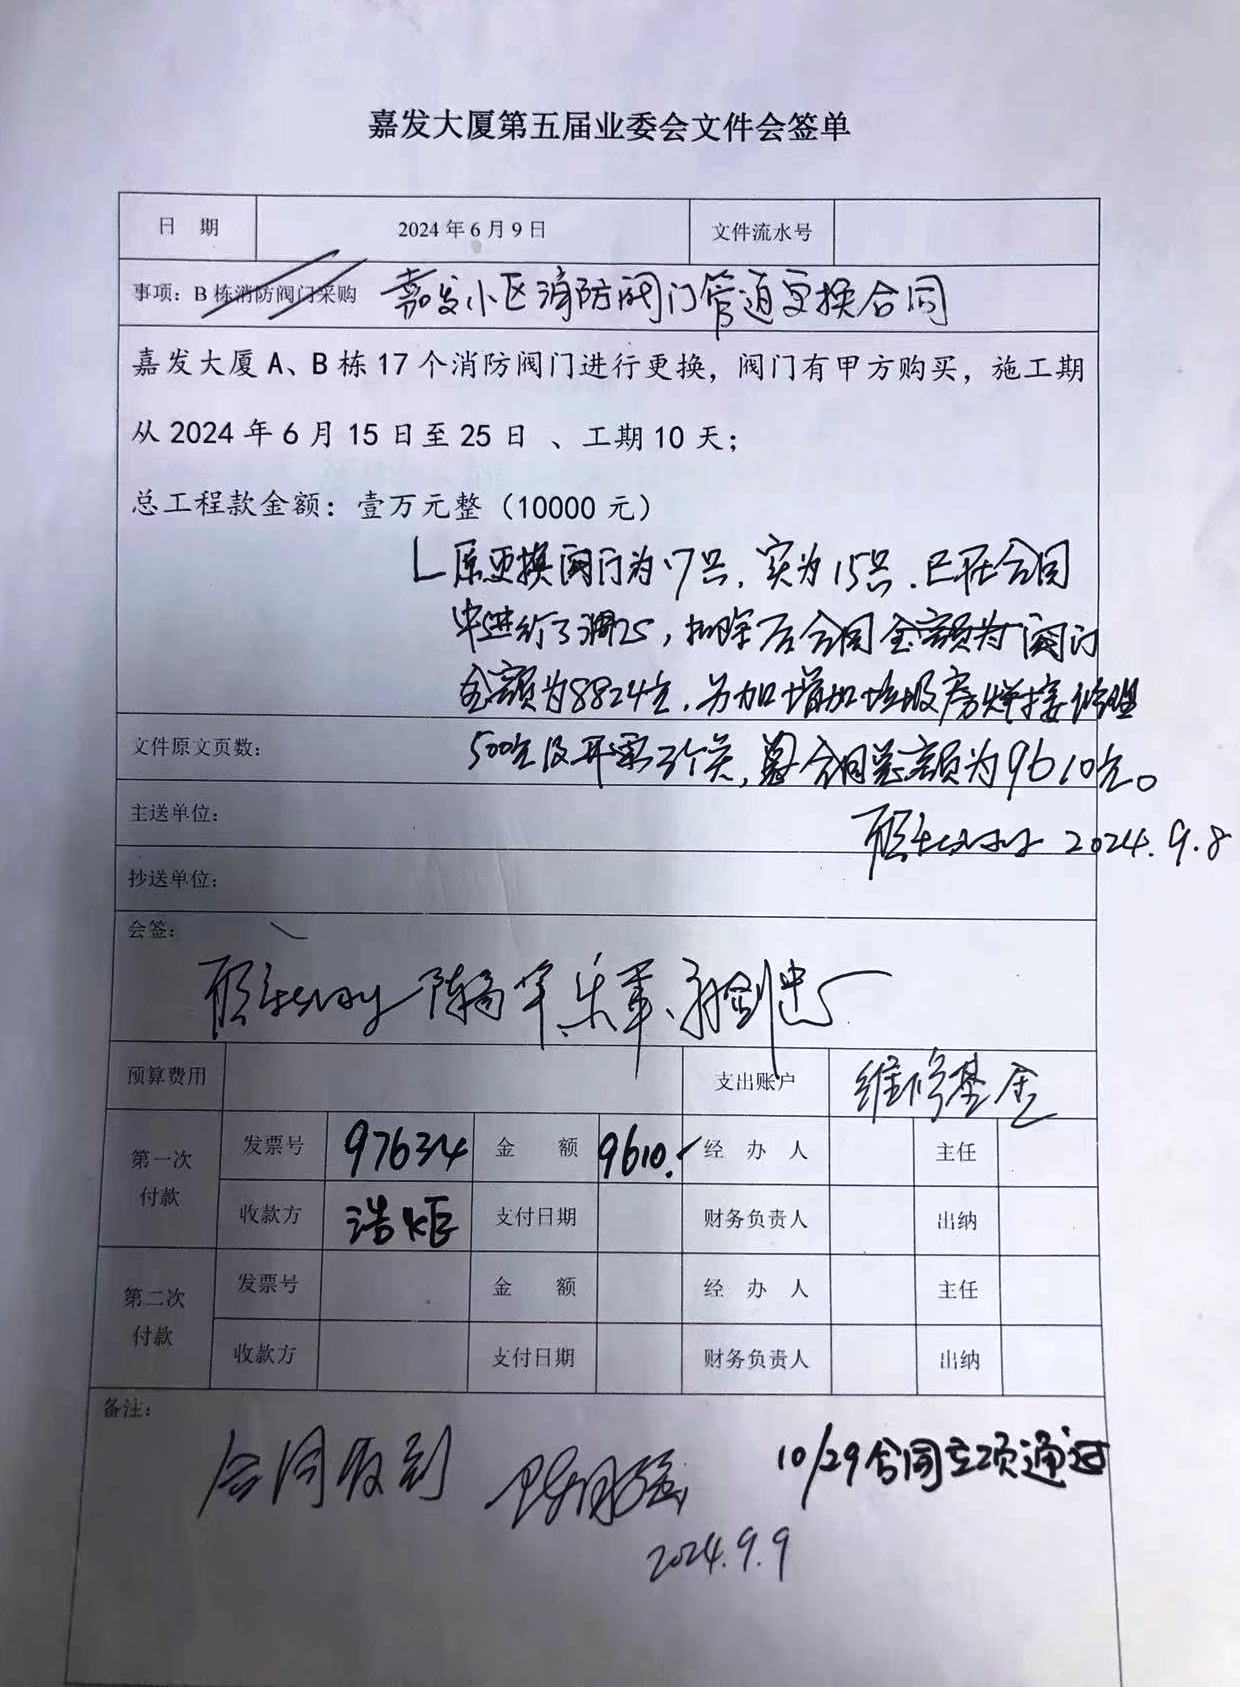 嘉发大厦第五届业委会文件会签单
日 期 2024年6月9日 文件流水号
事项：B栋消防阀门采购 嘉发小区消防阀门管道更换合同
嘉发大厦A、B栋17个消防阀门进行更换，阀门有甲方购买，施工期
从2024年6月15日至25日 、工期10天；
总工程款金额：壹万元整（10000元）
原更换阀门为17只，实为15只，已在合同
中进行了调整，扣除后合同金额为阀门
金额为8824元，另加增加垃圾房焊接修理
文件原文页数： 500元及开票税差，总合同总额为9610元。
主送单位：
2024.9.8
抄送单位：
会签：
预算费用 支出账户 维修基金
第一次付款 发票号 97634 金 额 9610.- 经 办 人 主任
收款方 浩炬 支付日期 财务负责人 出纳
第二次付款 发票号 金 额 经 办 人 主任
收款方 支付日期 财务负责人 出纳
备注：
合同收到 10/29合同立项通过
2024.9.9